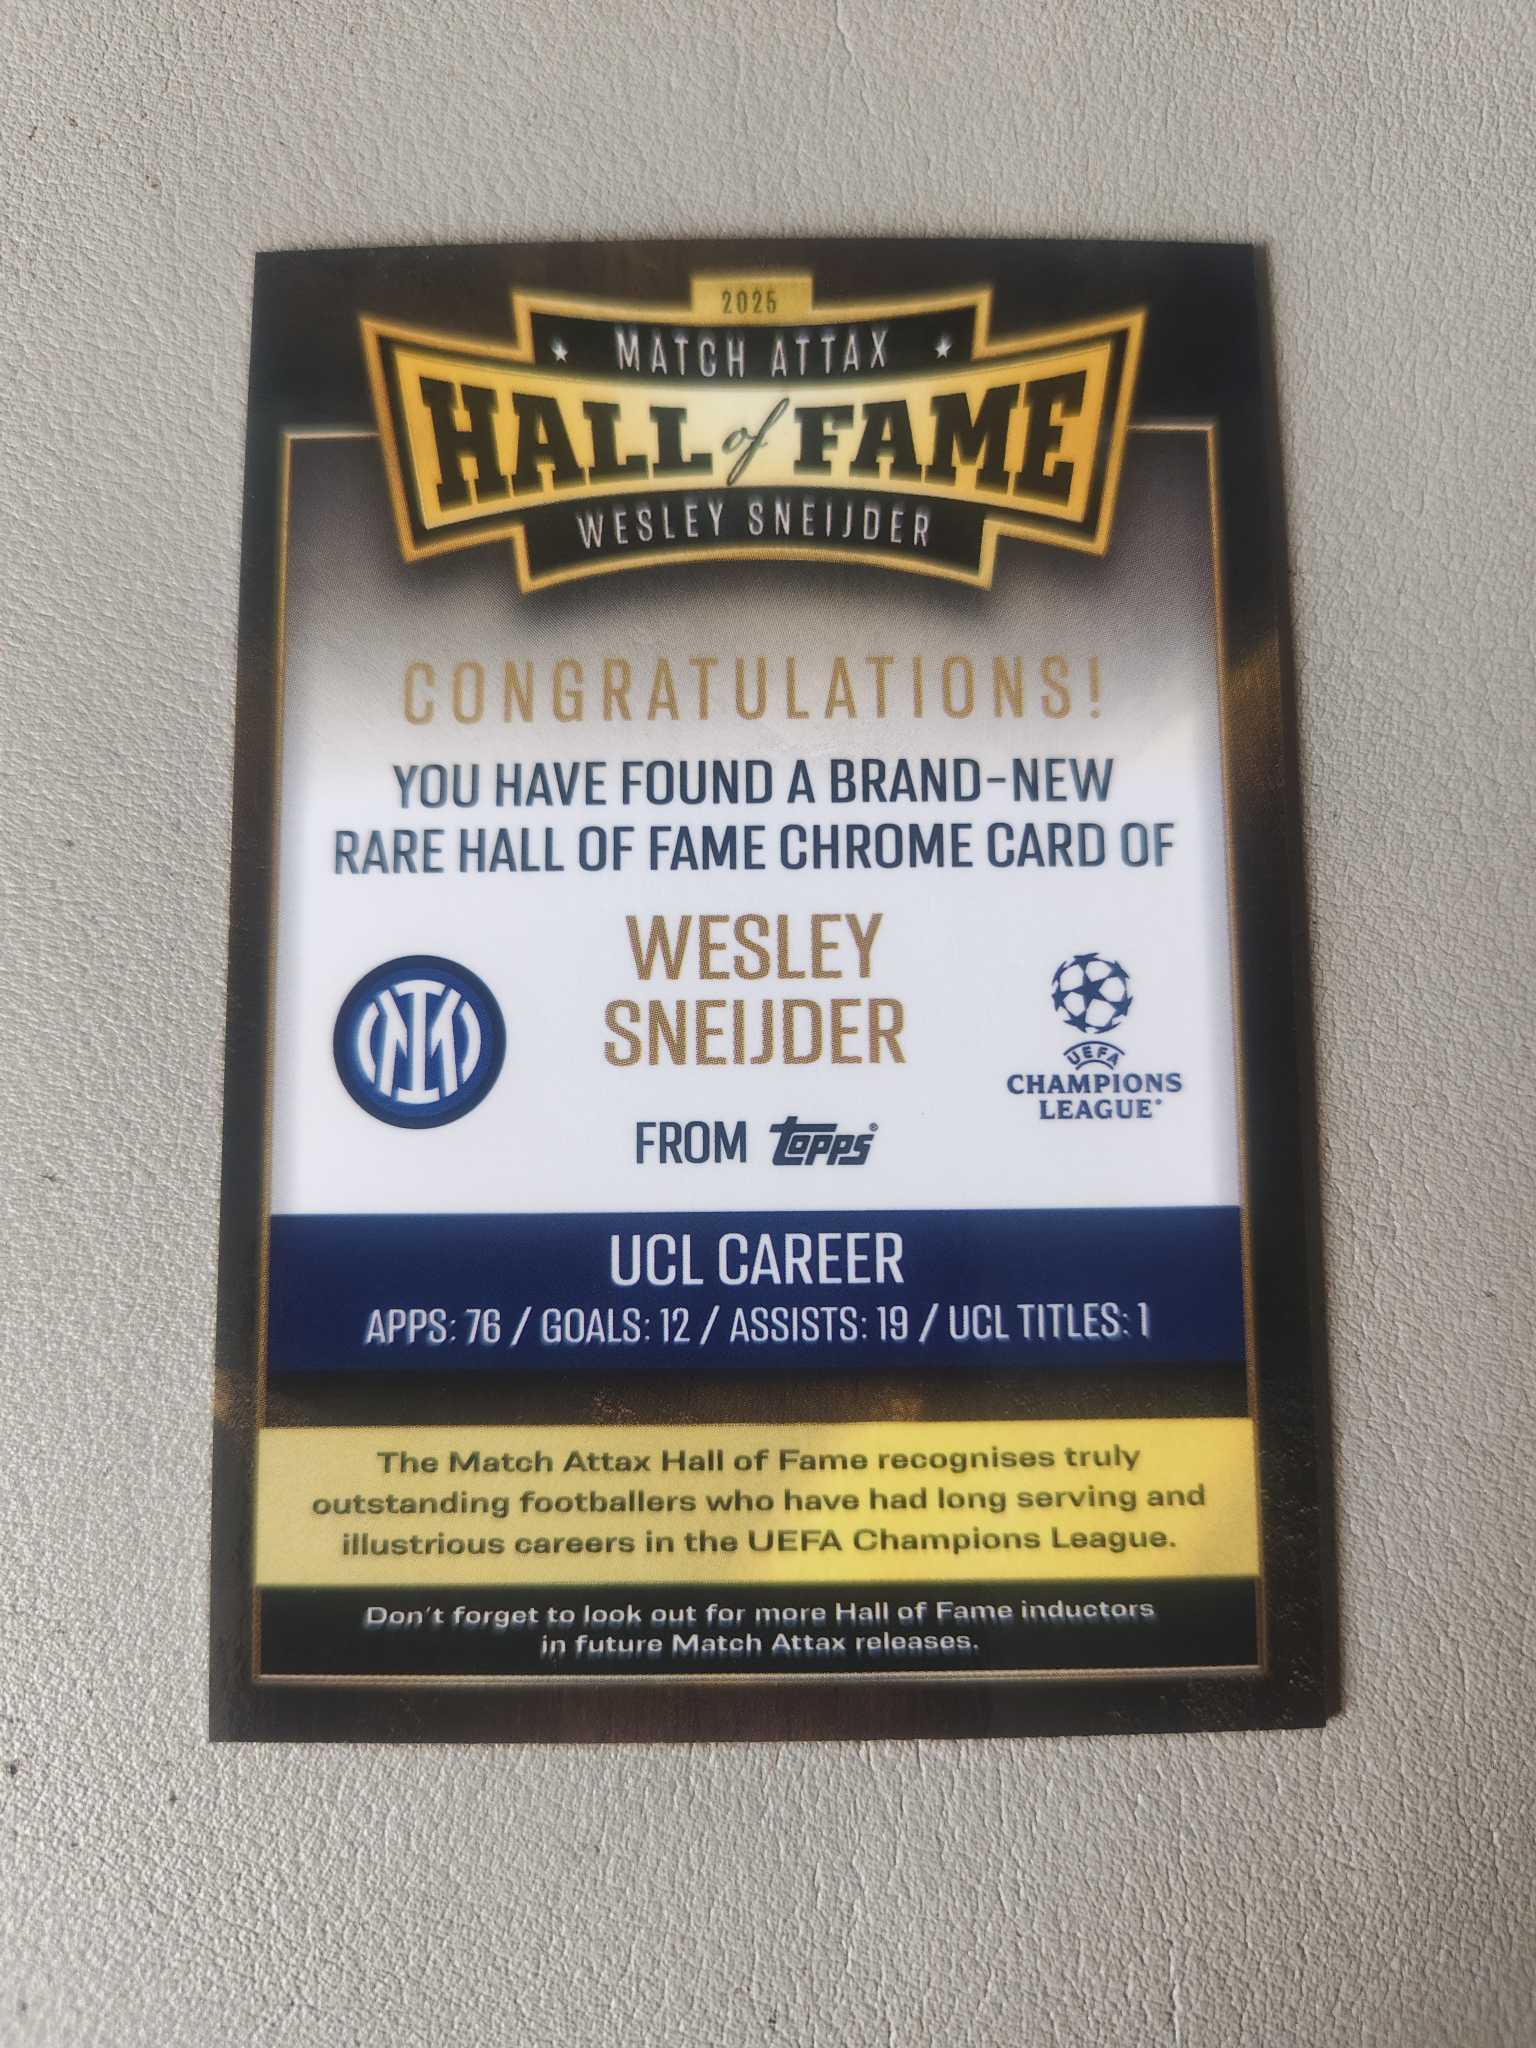 2025
MATCH ATTAX
HALL of FAME
WESLEY SNEIJDER
CONGRATULATIONS!
YOU HAVE FOUND A BRAND-NEW
RARE HALL OF FAME CHROME CARD OF
WESLEY
SNEIJDER
IM
UEFA
CHAMPIONS
LEAGUE®
FROM topps®
UCL CAREER
APPS: 76 / GOALS: 12 / ASSISTS: 19 / UCL TITLES: 1
The Match Attax Hall of Fame recognises truly
outstanding footballers who have had long serving and
illustrious careers in the UEFA Champions League.
Don't forget to look out for more Hall of Fame inductors
in future Match Attax releases.